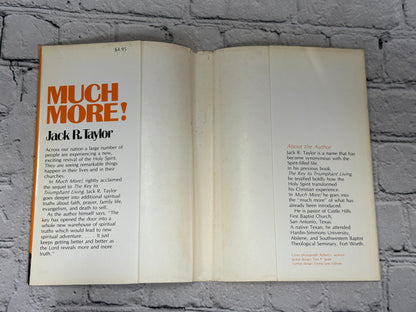 $4.95
MUCH
MORE!
Jack R. Taylor
Across our nation a large number of
people are experiencing a new,
exciting revival of the Holy Spirit.
They are seeing remarkable things
happen in their lives and in their
churches.
In Much More!, rightly acclaimed
the sequel to The Key to
Triumphant Living, Jack R. Taylor
goes deeper into additional spiritual
truths about faith, prayer, family life,
evangelism, and death to self.
As the author himself says, "The
key has opened the door into a
whole new warehouse of spiritual
truths which would lead to new
spiritual adventure. . . . It just
keeps getting better and better as
the Lord reveals more and more
truth."
About the Author
Jack R. Taylor is a name that has
become synonymous with the
Spirit-filled life.
In his previous book,
The Key to Triumphant Living,
he testified boldly how the
Holy Spirit transformed
his Christian experience.
In Much More! he goes into
the "much more" of what has
already been introduced.
He is pastor of Castle Hills
First Baptist Church,
San Antonio, Texas.
A native Texan, he attended
Hardin-Simmons University,
Abilene, and Southwestern Baptist
Theological Seminary, Fort Worth.